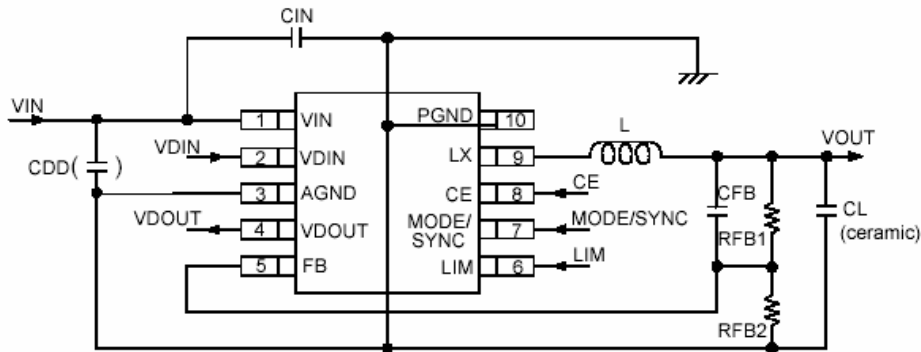 CIN
VIN
1 VIN
PGND 10
L
VOUT
VDIN
2 VDIN
LX 9
CDD( )
3 AGND
CE 8
CE
CFB
VDOUT
4 VDOUT
MODE/
SYNC
7
MODE/SYNC
RFB1
CL
(ceramic)
5 FB
LIM 6
LIM
RFB2